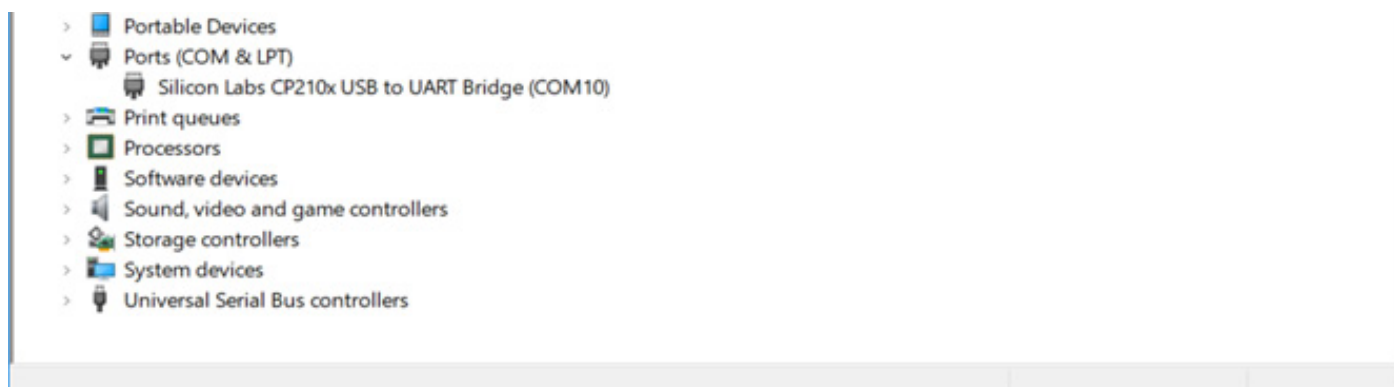 Portable Devices
Ports (COM & LPT)
Silicon Labs CP210x USB to UART Bridge (COM10)
Print queues
Processors
Software devices
Sound, video and game controllers
Storage controllers
System devices
Universal Serial Bus controllers